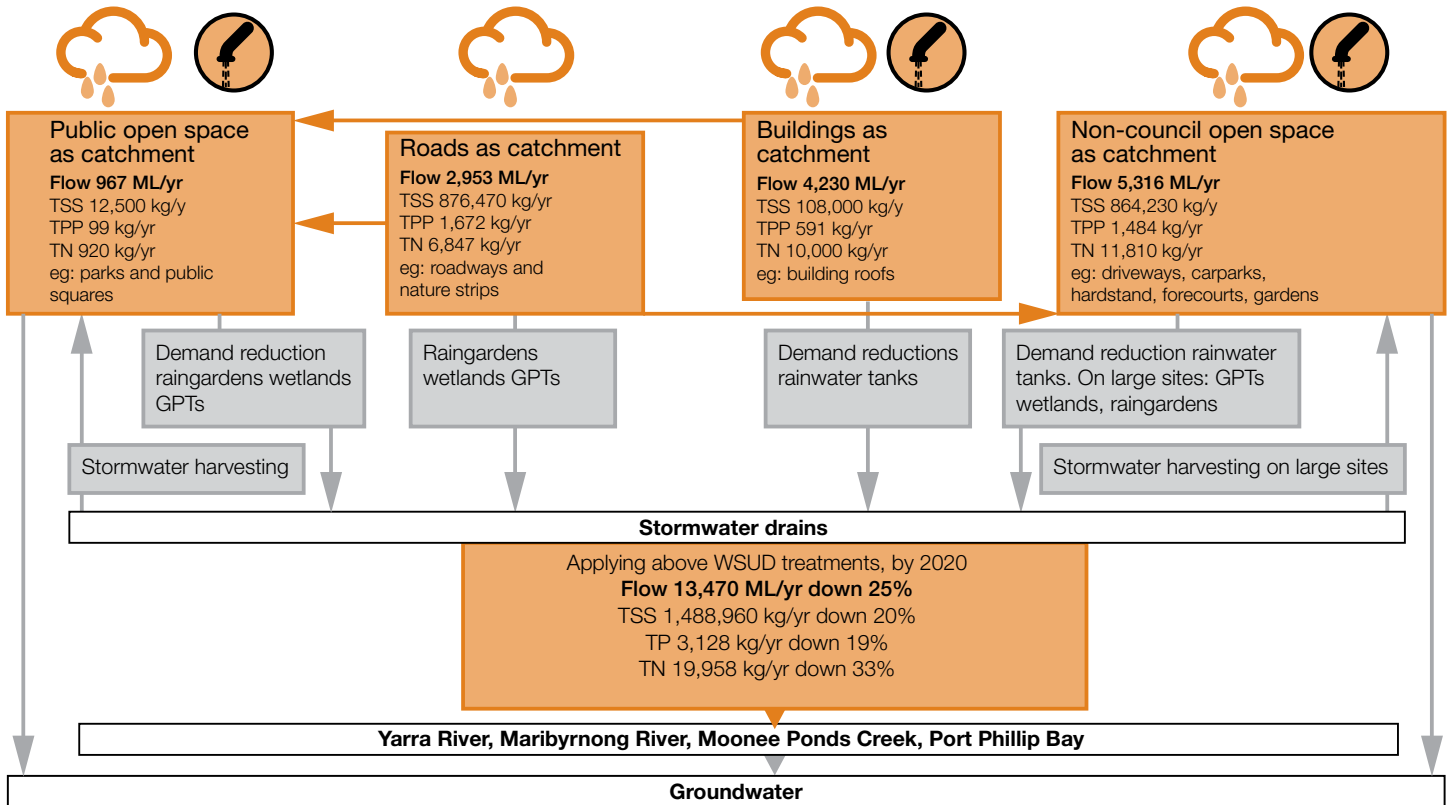 Public open space
as catchment
Flow 967 ML/yr
TSS 12,500 kg/y
TPP 99 kg/yr
TN 920 kg/yr
eg: parks and public
squares
Roads as catchment
Flow 2,953 ML/yr
TSS 876,470 kg/yr
TPP 1,672 kg/yr
TN 6,847 kg/yr
eg: roadways and
nature strips
Buildings as
catchment
Flow 4,230 ML/yr
TSS 108,000 kg/y
TPP 591 kg/yr
TN 10,000 kg/yr
eg: building roofs
Non-council open space
as catchment
Flow 5,316 ML/yr
TSS 864,230 kg/y
TPP 1,484 kg/yr
TN 11,810 kg/yr
eg: driveways, carparks,
hardstand, forecourts, gardens
Demand reduction
raingardens wetlands
GPTs
Raingardens
wetlands GPTs
Demand reductions
rainwater tanks
Demand reduction rainwater
tanks. On large sites: GPTs
wetlands, raingardens
Stormwater harvesting
Stormwater harvesting on large sites
Stormwater drains
Applying above WSUD treatments, by 2020
Flow 13,470 ML/yr down 25%
TSS 1,488,960 kg/yr down 20%
TP 3,128 kg/yr down 19%
TN 19,958 kg/yr down 33%
Yarra River, Maribyrnong River, Moonee Ponds Creek, Port Phillip Bay
Groundwater